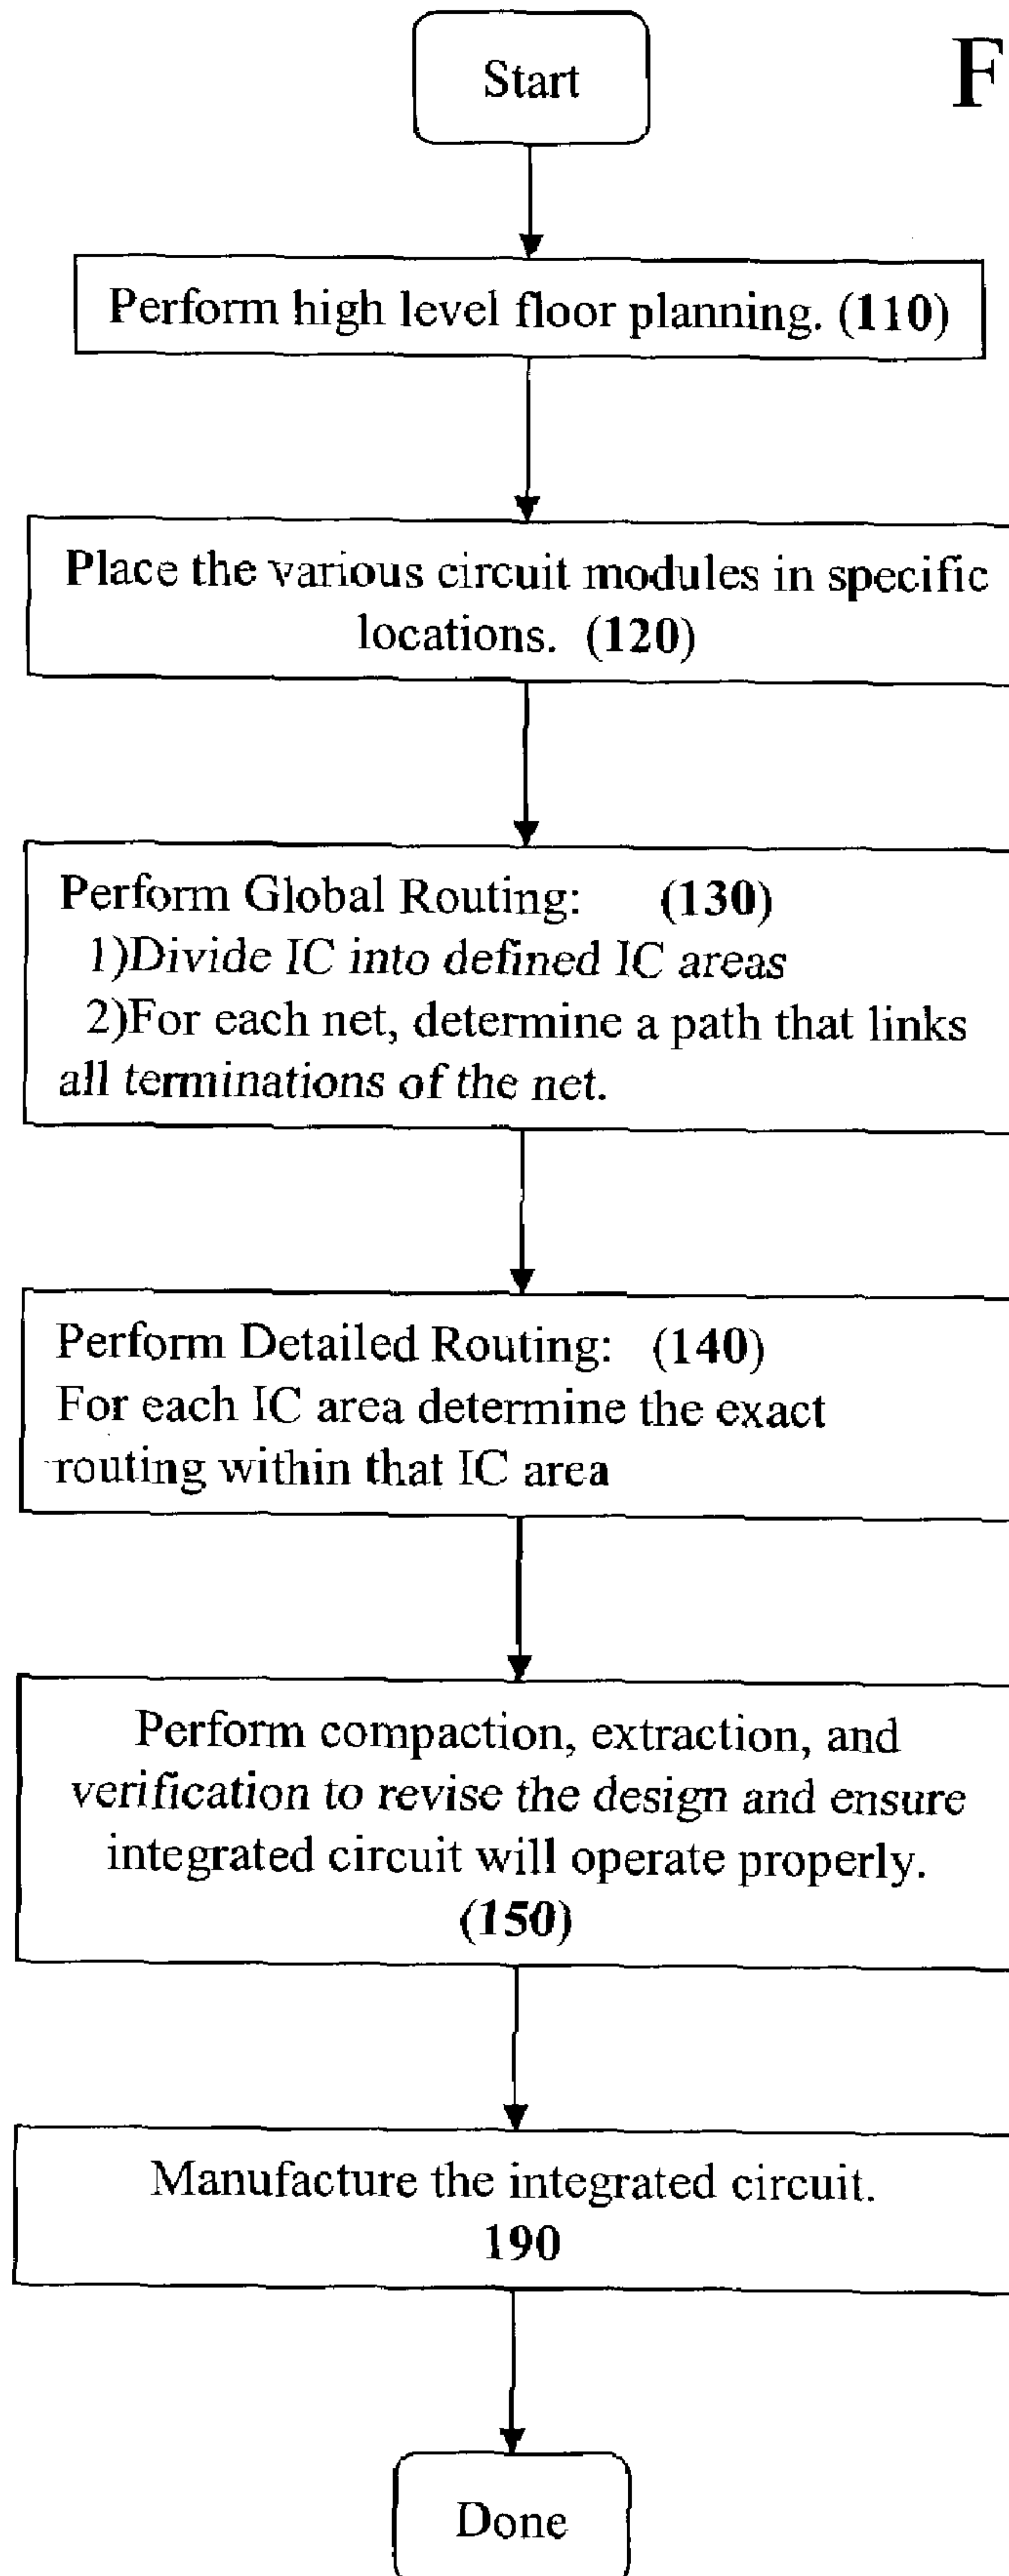 Start
F
Perform high level floor planning. (110)
Place the various circuit modules in specific
locations. (120)
Perform Global Routing: (130)
1)Divide IC into defined IC areas
2)For each net, determine a path that links
all terminations of the net.
Perform Detailed Routing: (140)
For each IC area determine the exact
routing within that IC area
Perform compaction, extraction, and
verification to revise the design and ensure
integrated circuit will operate properly.
(150)
Manufacture the integrated circuit.
190
Done